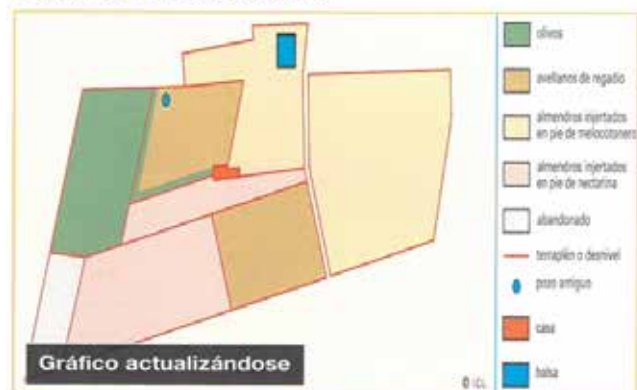 olivos
avellanos de regadío
almendros injertados
en pie de melocotonero
almendros injertados
en pie de nectarina
abandonado
terraplén o desnivel
pozo antiguo
casa
balsa
Gráfico actualizándose